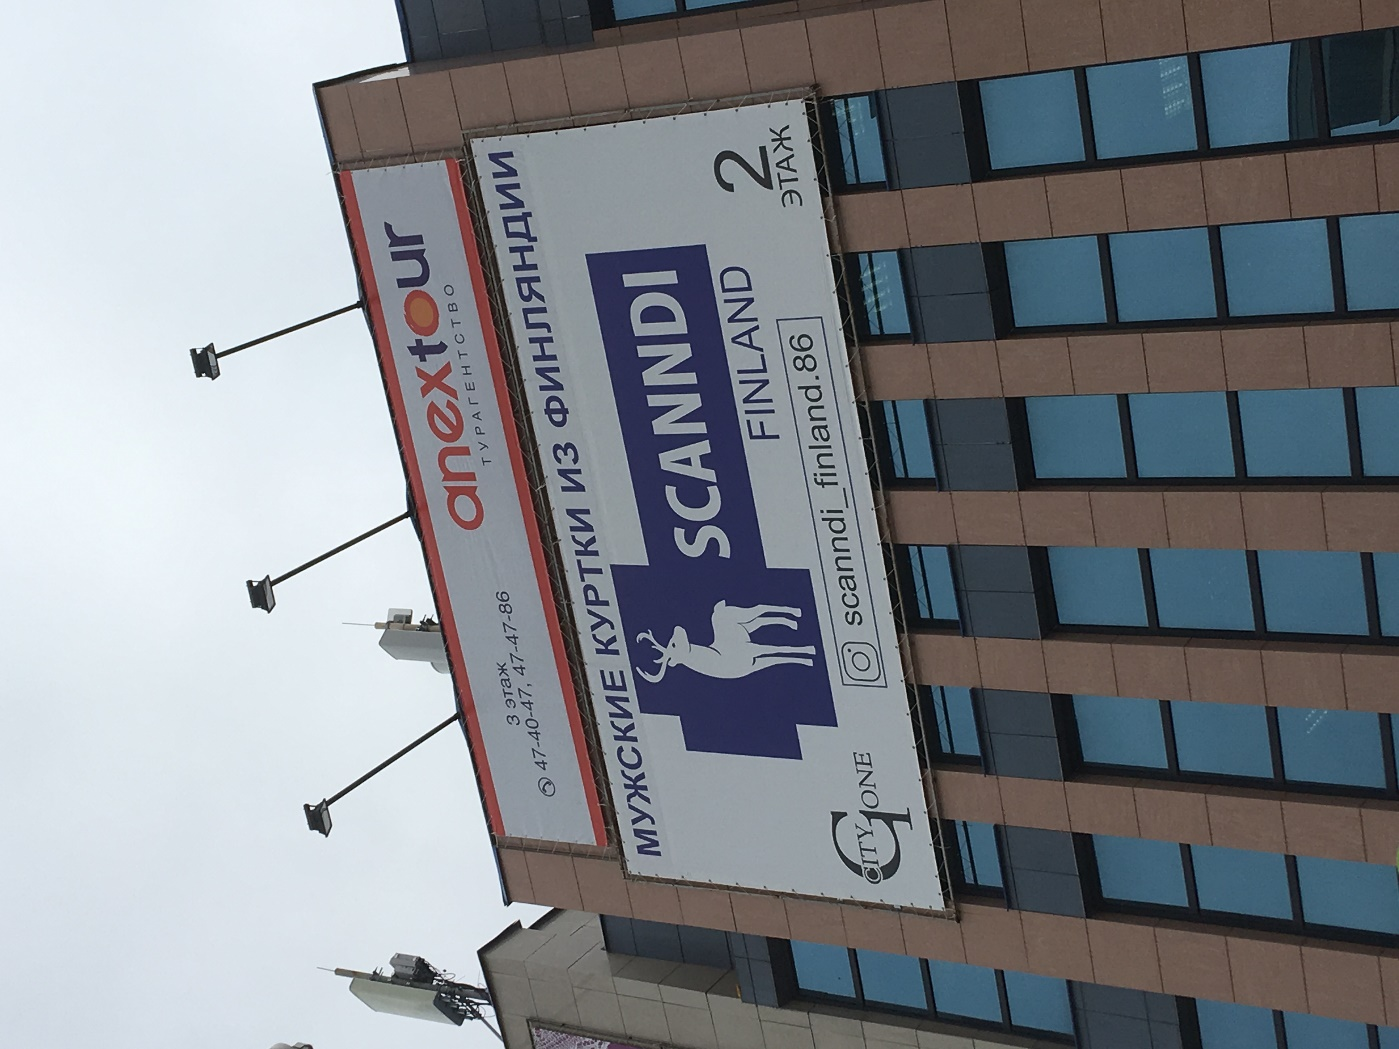 anextour
ТУРАГЕНТСТВО
3 этаж
47-40-47, 47-47-86
МУЖСКИЕ КУРТКИ ИЗ ФИНЛЯНДИИ
SCANNDI
FINLAND
scanndi_finland.86
CITY
ONE
2
ЭТАЖ